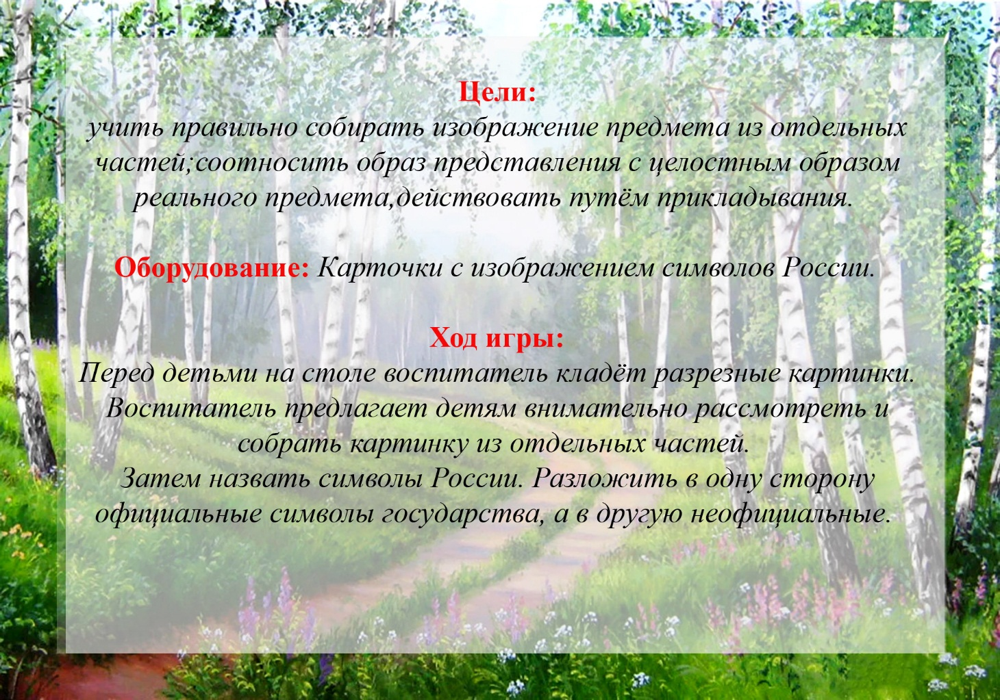 Цели:
учить правильно собирать изображение предмета из отдельных
частей;соотносить образ представления с целостным образом
реального предмета,действовать путём прикладывания.
Оборудование: Карточки с изображением символов России.
Ход игры:
Перед детьми на столе воспитатель кладёт разрезные картинки.
Воспитатель предлагает детям внимательно рассмотреть и
собрать картинку из отдельных частей.
Затем назвать символы России. Разложить в одну сторону
официальные символы государства, а в другую неофициальные.